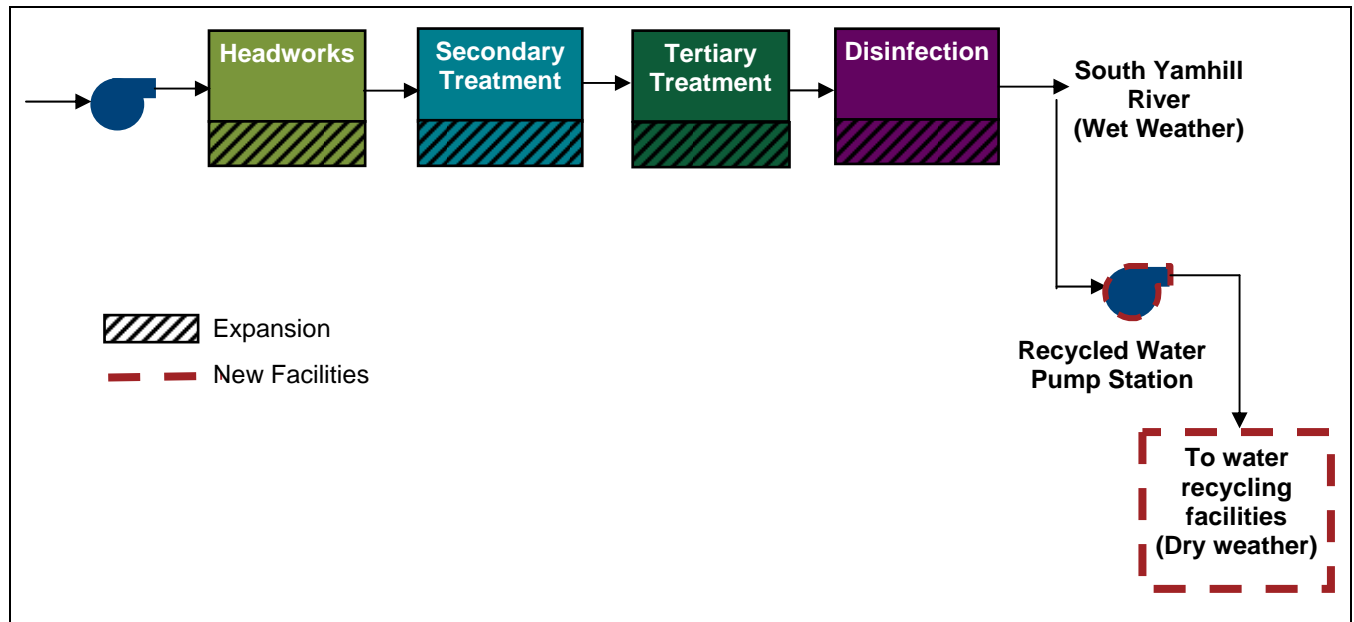 Headworks
Secondary
Treatment
Tertiary
Treatment
Disinfection
South Yamhill
River
(Wet Weather)
Expansion
New Facilities
Recycled Water
Pump Station
To water
recycling
facilities
(Dry weather)